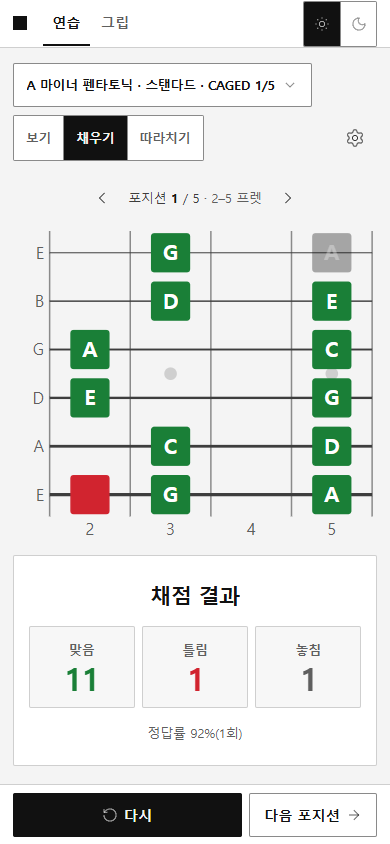 연습 그립
A 마이너 펜타토닉 · 스탠다드 · CAGED 1/5
보기 채우기 따라치기
포지션 1 / 5 · 2–5 프렛
E G A
B D E
G A C
D E G
A C D
E G A
2 3 4 5
채점 결과
맞음 틀림 놓침
11 1 1
정답률 92%(1회)
다시 다음 포지션